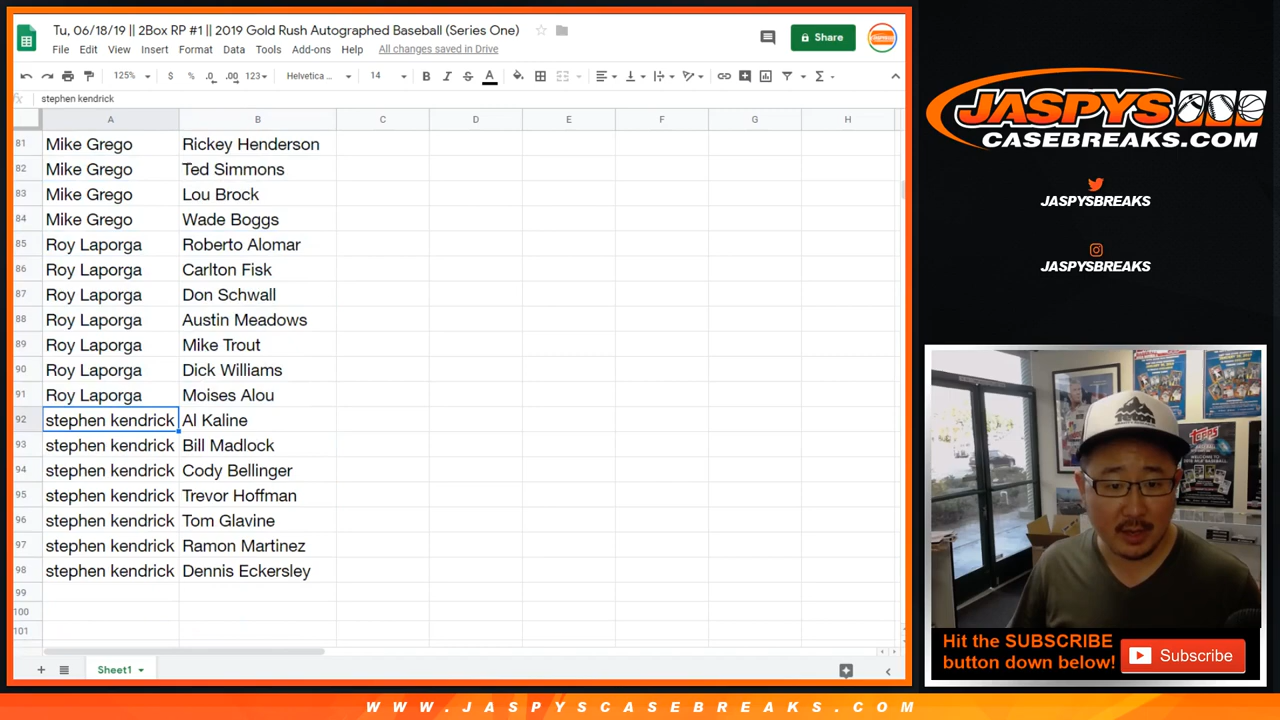 Tu, 06/18/19 || 2Box RP #1 || 2019 Gold Rush Autographed Baseball (Series One)
File Edit View Insert Format Data Tools Add-ons Help All changes saved in Drive
Share
125% $ % .0 .00 123 Helvetica ... 14 B I S A
fx stephen kendrick
A B C D E F G H
81 Mike Grego Rickey Henderson
82 Mike Grego Ted Simmons
83 Mike Grego Lou Brock
84 Mike Grego Wade Boggs
85 Roy Laporga Roberto Alomar
86 Roy Laporga Carlton Fisk
87 Roy Laporga Don Schwall
88 Roy Laporga Austin Meadows
89 Roy Laporga Mike Trout
90 Roy Laporga Dick Williams
91 Roy Laporga Moises Alou
92 stephen kendrick Al Kaline
93 stephen kendrick Bill Madlock
94 stephen kendrick Cody Bellinger
95 stephen kendrick Trevor Hoffman
96 stephen kendrick Tom Glavine
97 stephen kendrick Ramon Martinez
98 stephen kendrick Dennis Eckersley
99
100
101
Sheet1
JASPYS
CASEBREAKS.COM
JASPYSBREAKS
JASPYSBREAKS
TOPPS
Teton
Hit the SUBSCRIBE
button down below!
Subscribe
WWW.JASPYSCASEBREAKS.COM